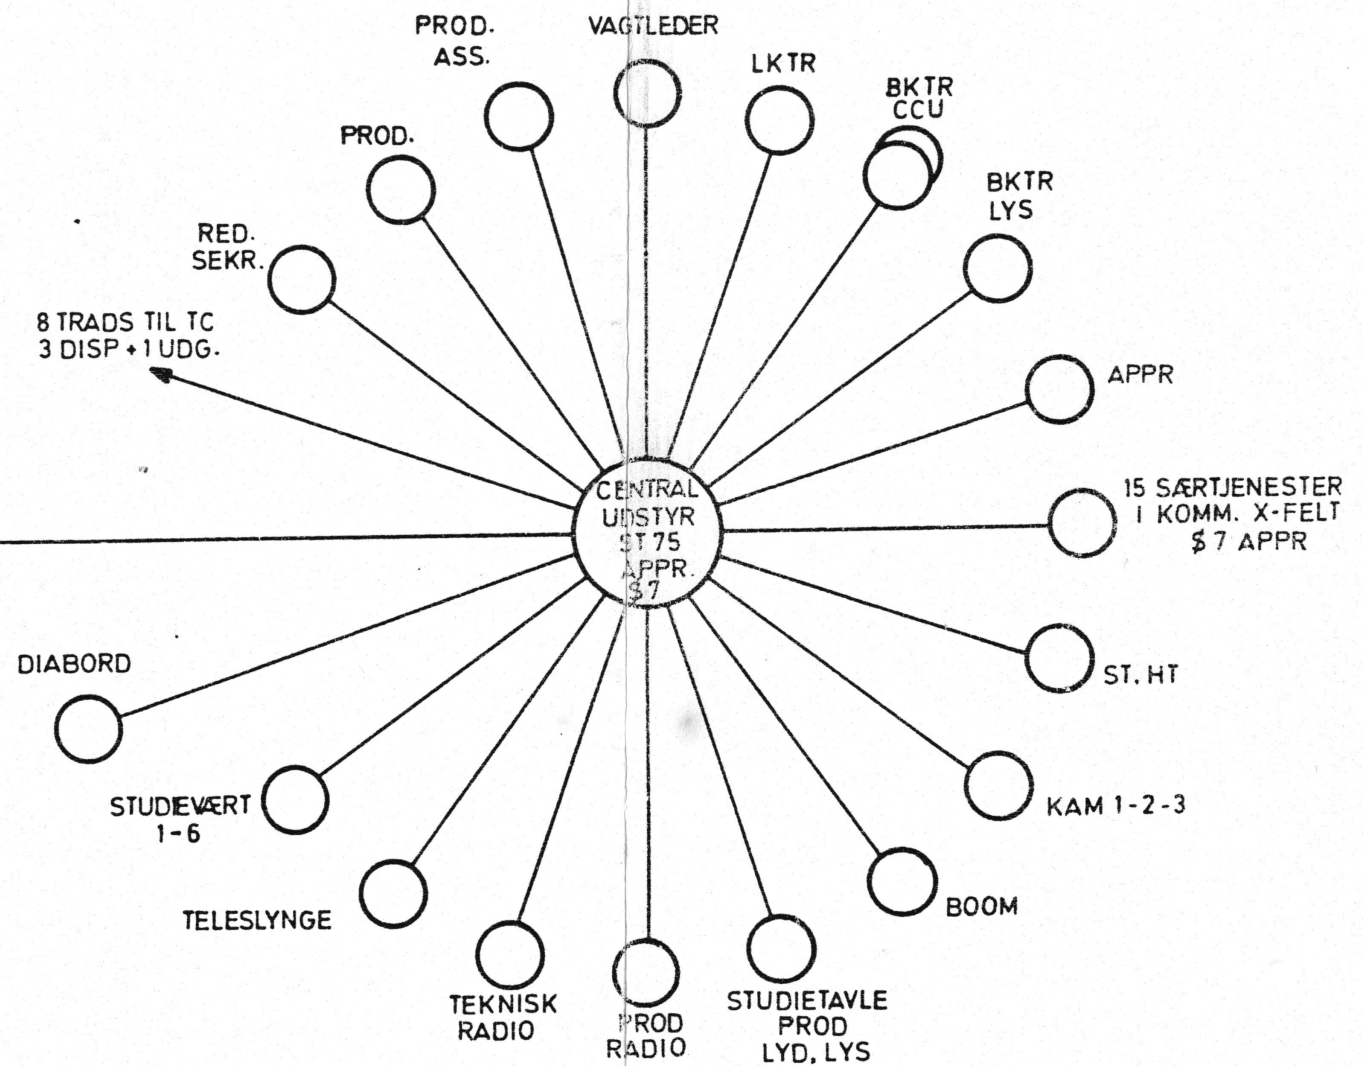 PROD.
ASS.
VAGTLEDER
LKTR
BKTR
CCU
BKTR
LYS
PROD.
RED.
SEKR.
8 TRADS TIL TC
3 DISP + 1 UDG.
APPR
15 SÆRTJENESTER
I KOMM. X-FELT
$ 7 APPR
CENTRAL
UDSTYR
ST 75
APPR.
$ 7
ST. HT
DIABORD
KAM 1-2-3
STUDIEVÆRT
1-6
BOOM
TELESLYNGE
TEKNISK
RADIO
PROD
RADIO
STUDIETAVLE
PROD
LYD, LYS